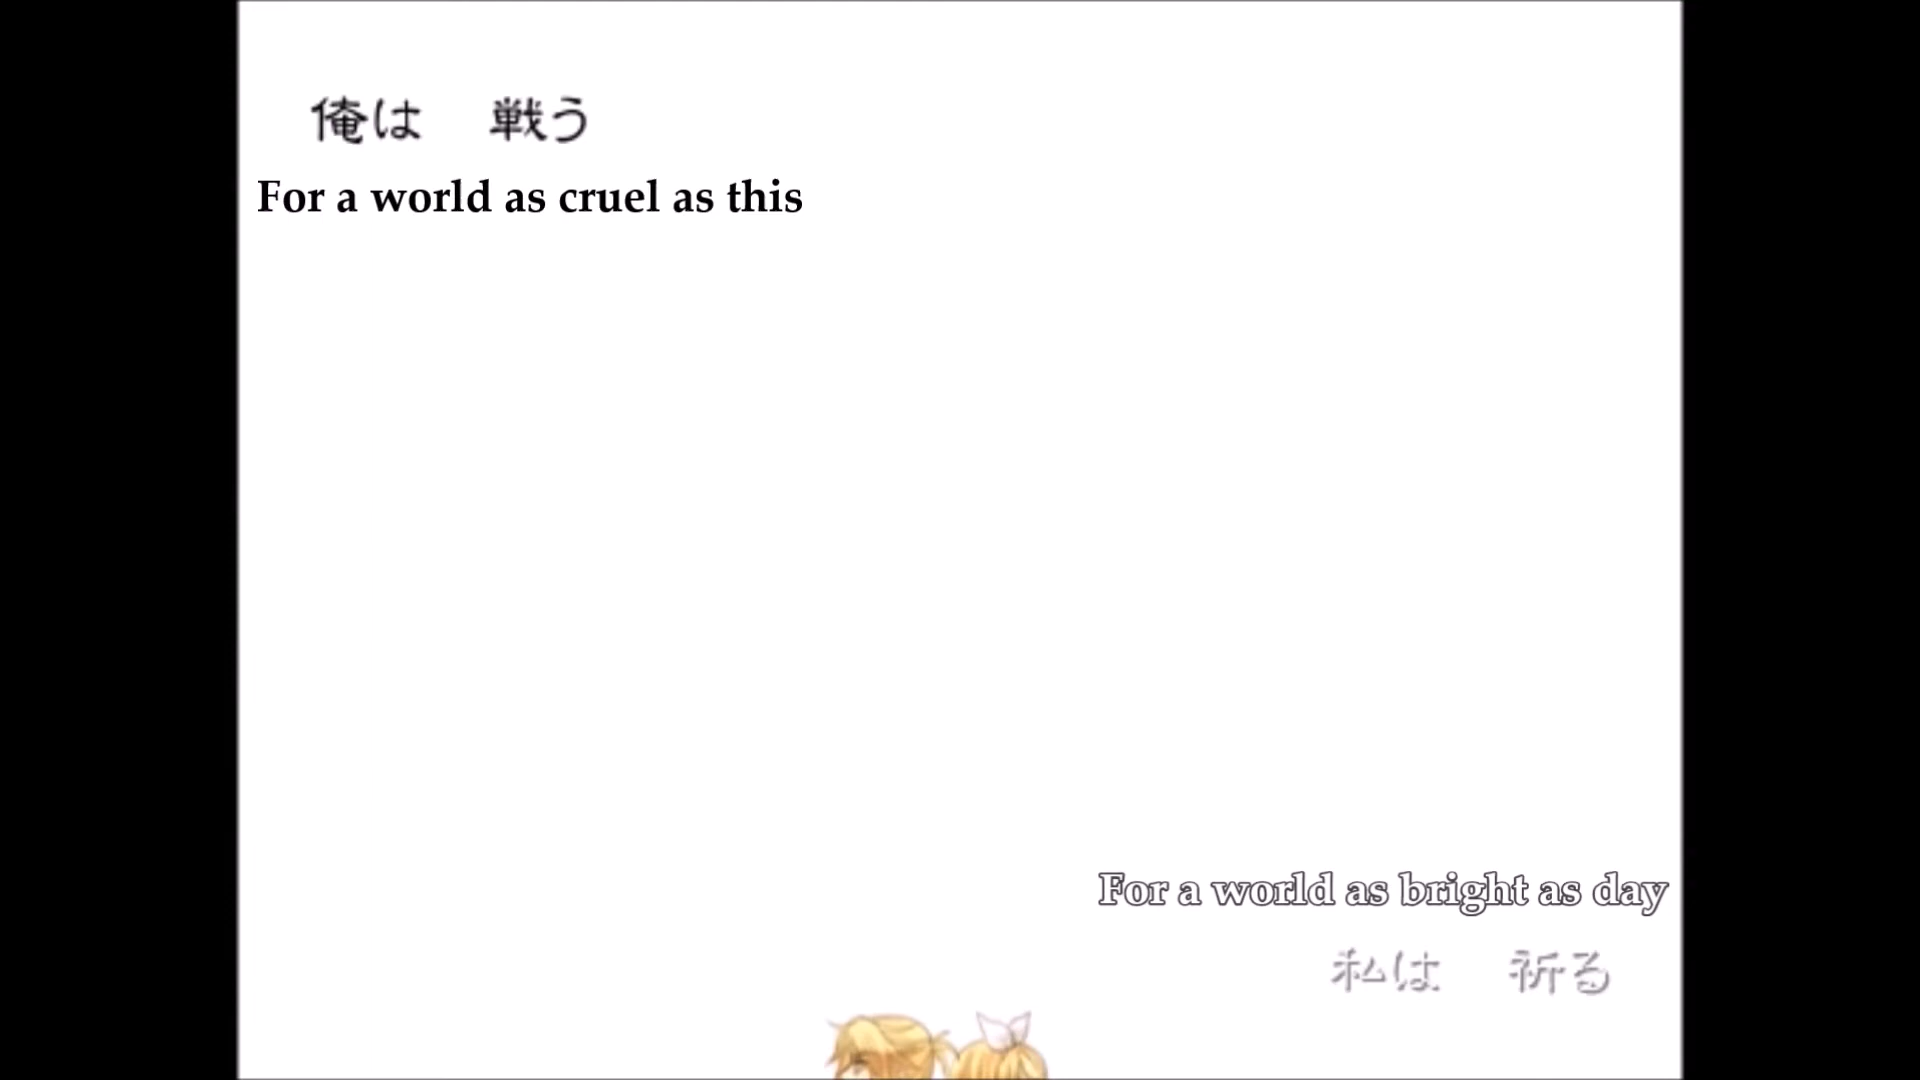 俺は　戦う
For a world as cruel as this
For a world as bright as day
私は　祈る